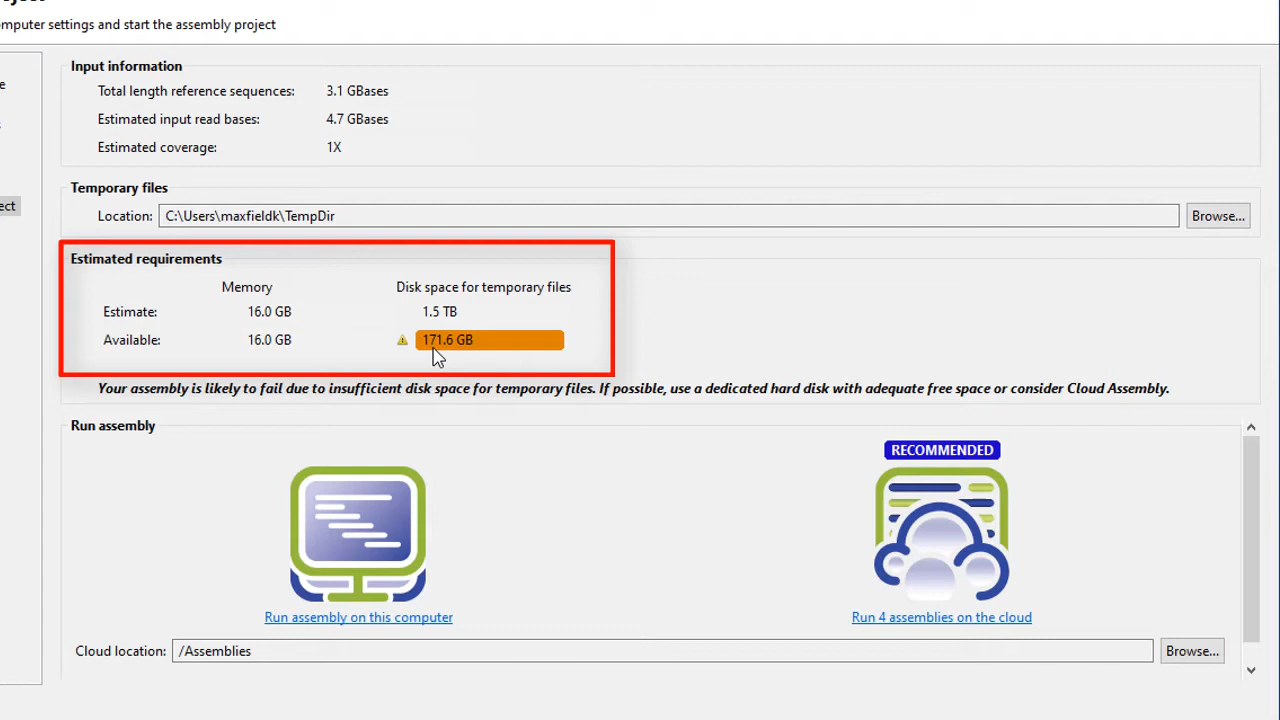 omputer settings and start the assembly project
e
ect
Input information
Total length reference sequences: 3.1 GBases
Estimated input read bases: 4.7 GBases
Estimated coverage: 1X
Temporary files
Location: C:\Users\maxfieldk\TempDir Browse...
Estimated requirements
Memory Disk space for temporary files
Estimate: 16.0 GB 1.5 TB
Available: 16.0 GB 171.6 GB
Your assembly is likely to fail due to insufficient disk space for temporary files. If possible, use a dedicated hard disk with adequate free space or consider Cloud Assembly.
Run assembly
RECOMMENDED
Run assembly on this computer Run 4 assemblies on the cloud
Cloud location: /Assemblies Browse...